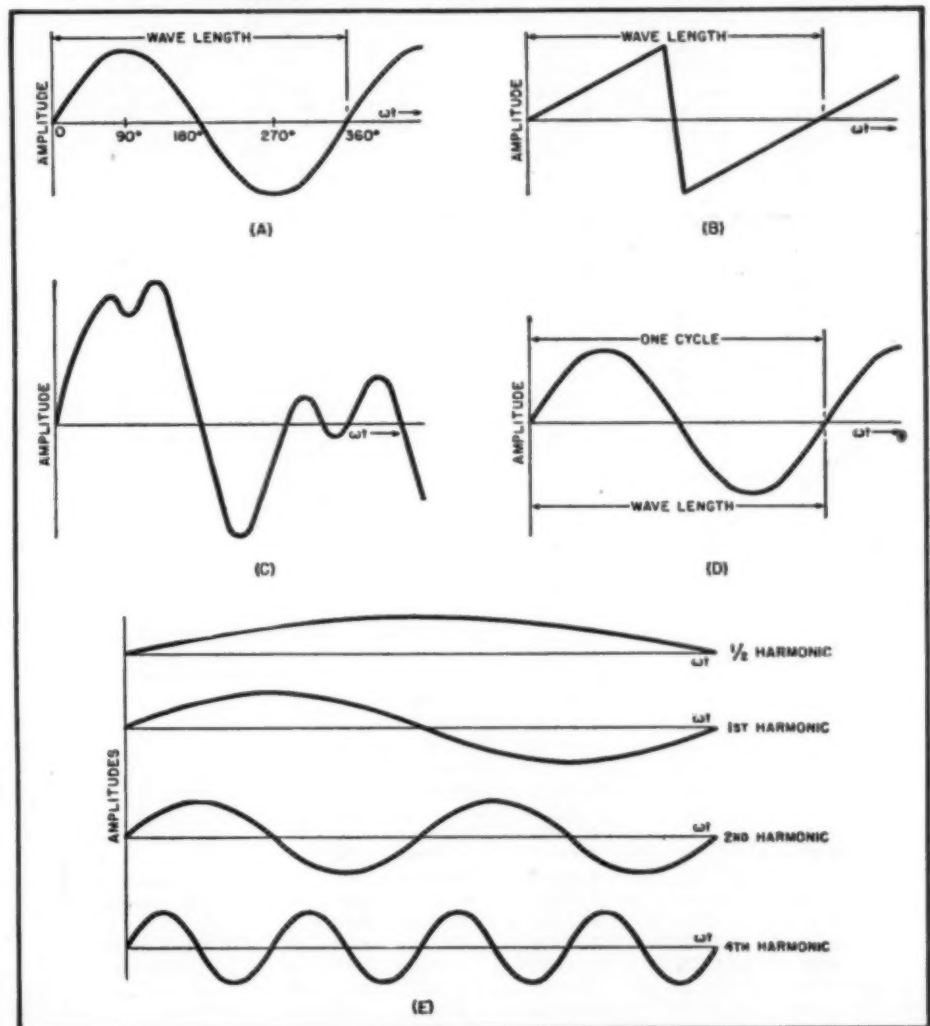 WAVE LENGTH
AMPLITUDE
0 90° 180° 270° 360° ωt
(A)
WAVE LENGTH
AMPLITUDE
ωt
(B)
AMPLITUDE
ωt
(C)
ONE CYCLE
AMPLITUDE
ωt
WAVE LENGTH
(D)
AMPLITUDES
ωt 1/2 HARMONIC
ωt 1ST HARMONIC
ωt 2ND HARMONIC
ωt 4TH HARMONIC
(E)